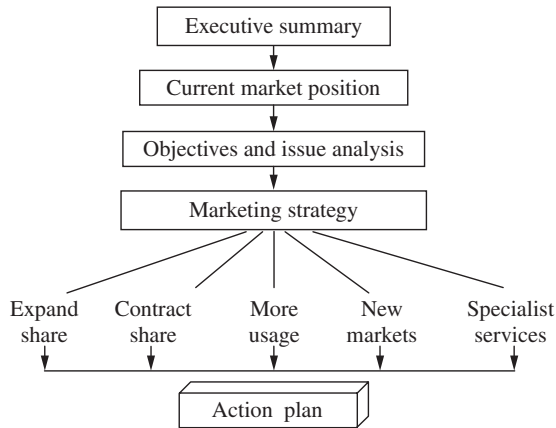 Executive summary
Current market position
Objectives and issue analysis
Marketing strategy
Expand
share
Contract
share
More
usage
New
markets
Specialist
services
Action plan